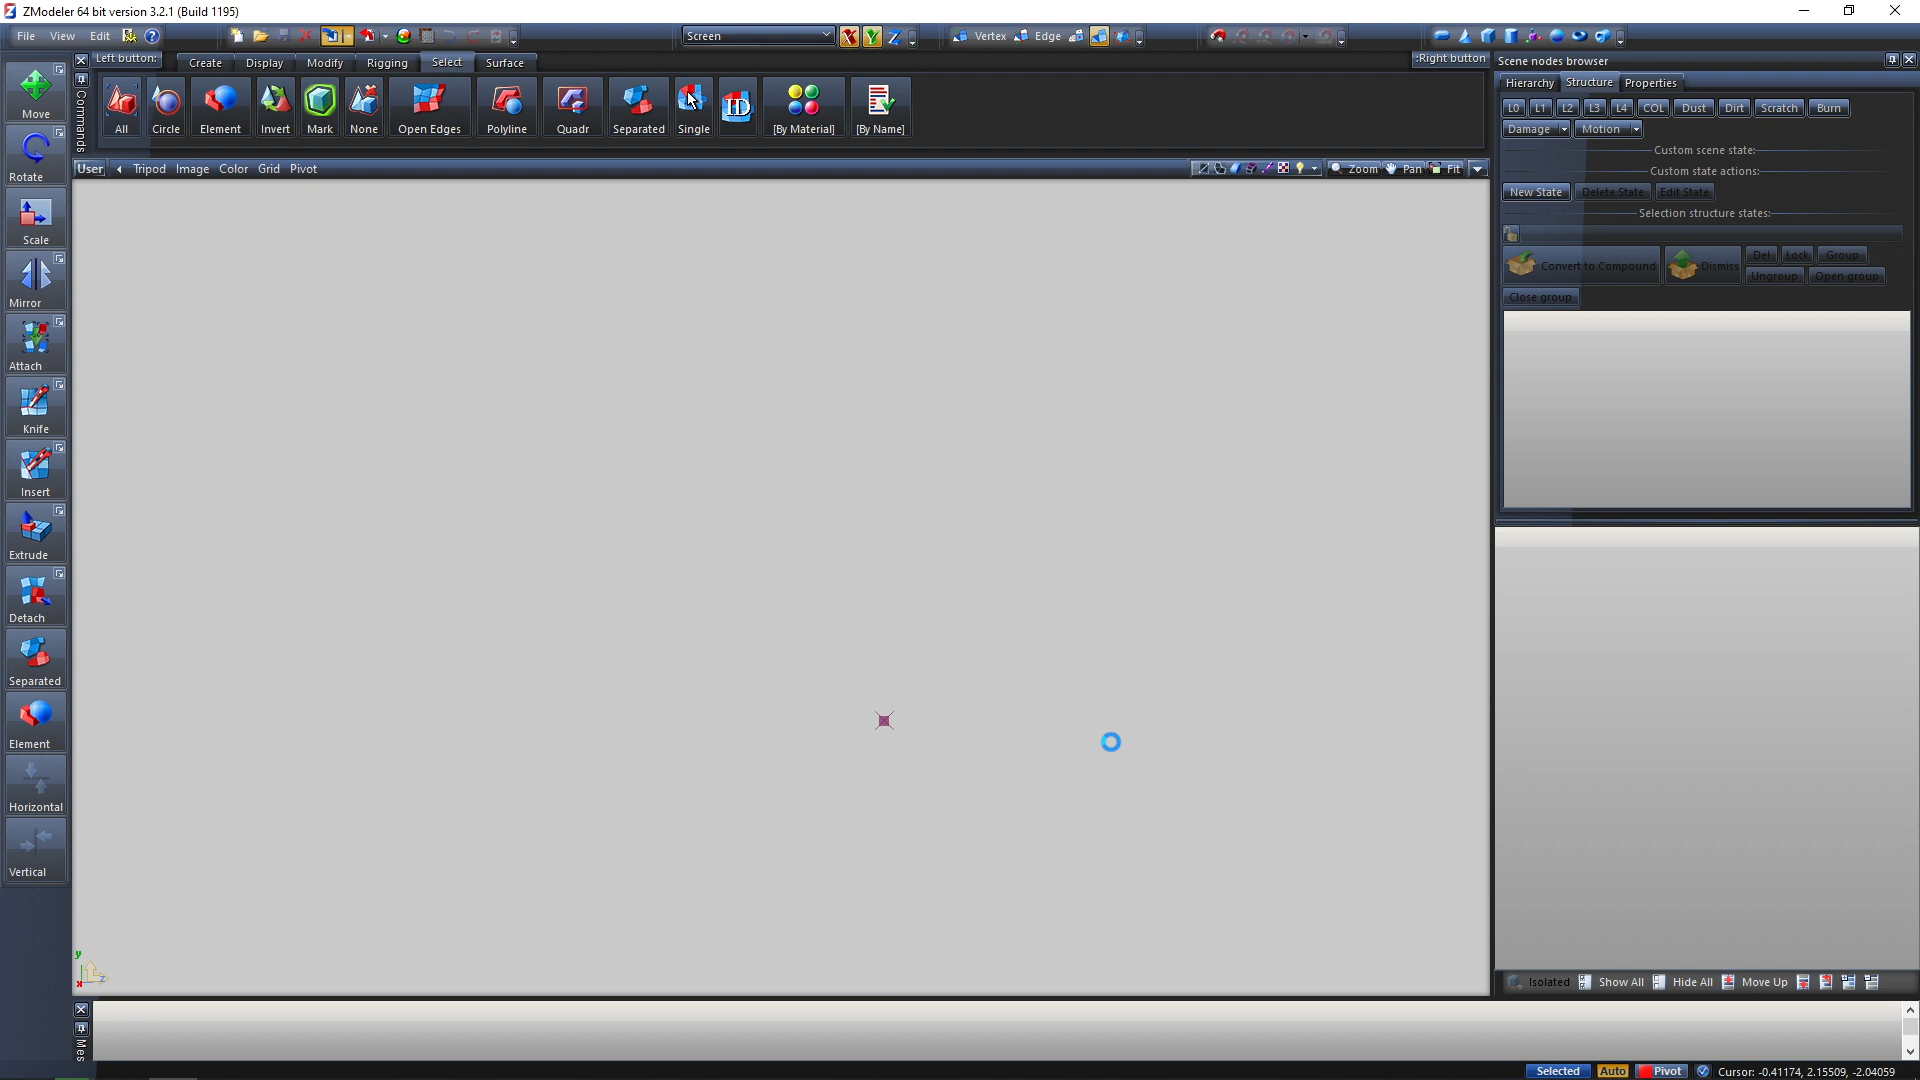 ZModeler 64 bit version 3.2.1 (Build 1195)
File View Edit Screen X Y Z Vertex Edge
Left button: Create Display Modify Rigging Select Surface :Right button
All Circle Element Invert Mark None Open Edges Polyline Quadr Separated Single ID [By Material] [By Name]
Commands
User Tripod Image Color Grid Pivot Zoom Pan Fit
Move
Rotate
Scale
Mirror
Attach
Knife
Insert
Extrude
Detach
Separated
Element
Horizontal
Vertical
Scene nodes browser
Hierarchy Structure Properties
L0 L1 L2 L3 L4 COL Dust Dirt Scratch Burn
Damage Motion
Custom scene state:
Custom state actions:
New State Delete State Edit State
Selection structure states:
Convert to Compound Dismiss Del Lock Group
Ungroup Open group
Close group
y
x z
Isolated Show All Hide All Move Up
Mes
Selected Auto Pivot Cursor: -0.41174, 2.15509, -2.04059